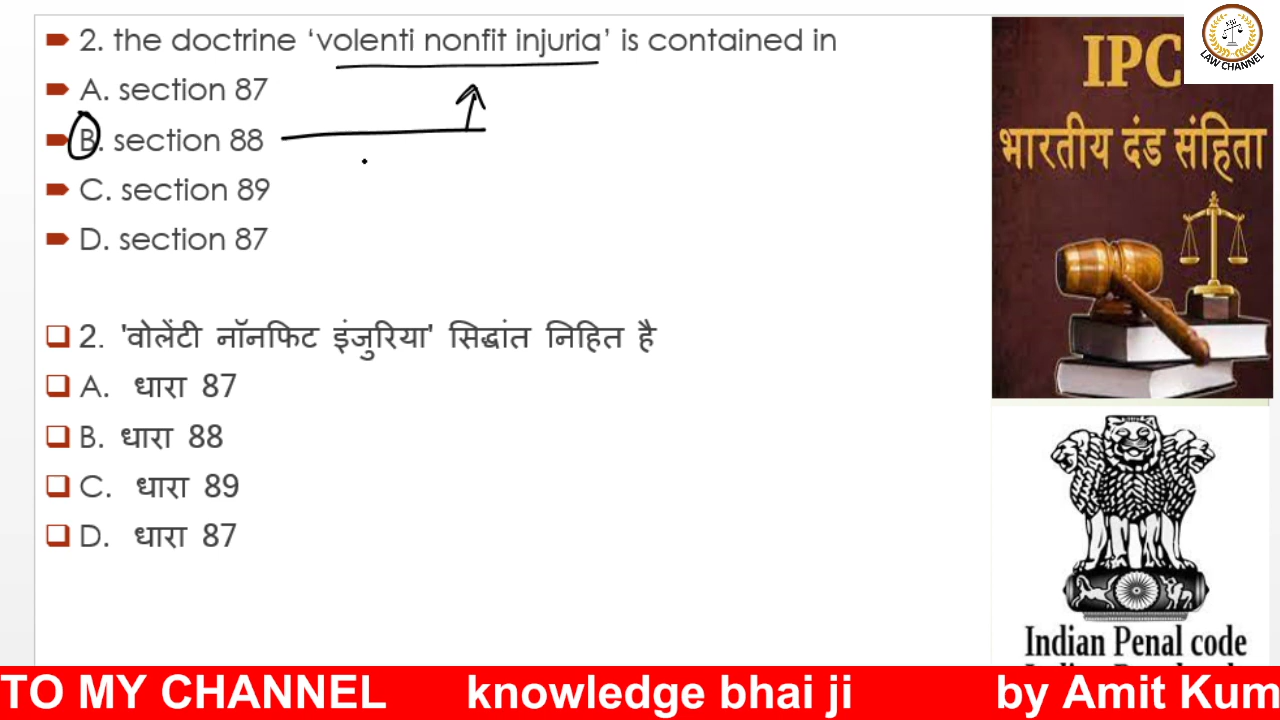 2. the doctrine ‘volenti nonfit injuria’ is contained in
A. section 87
B. section 88
C. section 89
D. section 87
2. 'वोलेंटी नॉनफिट इंजुरिया' सिद्धांत निहित है
A. धारा 87
B. धारा 88
C. धारा 89
D. धारा 87
LAW CHANNEL
IPC
भारतीय दंड संहिता
Indian Penal code
TO MY CHANNEL knowledge bhai ji by Amit Kum